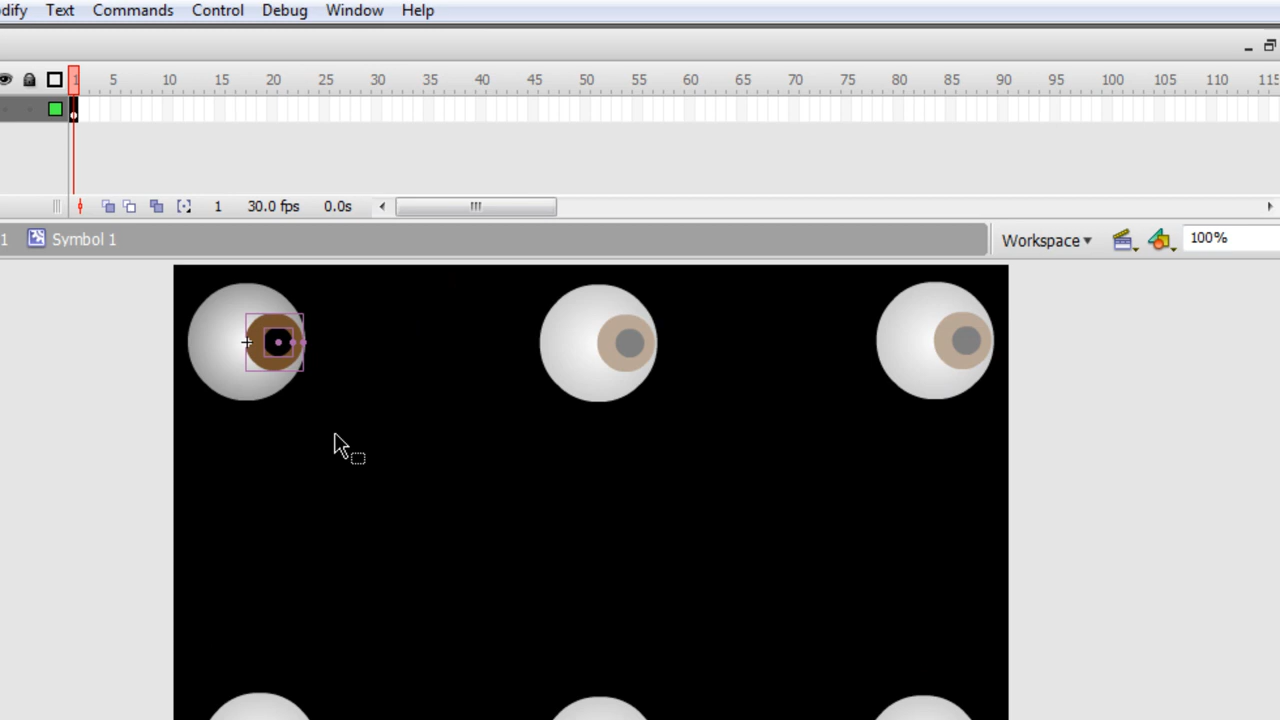 dify Text Commands Control Debug Window Help
1 5 10 15 20 25 30 35 40 45 50 55 60 65 70 75 80 85 90 95 100 105 110 115
1 30.0 fps 0.0s
1 Symbol 1 Workspace 100%